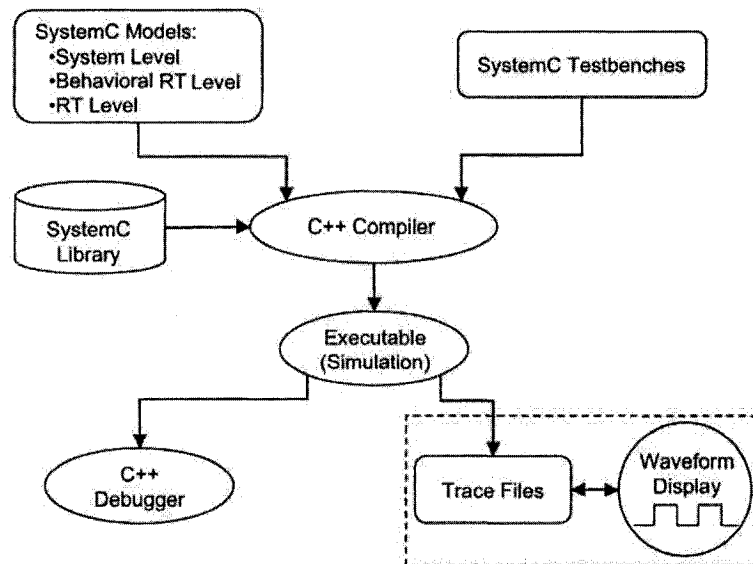 SystemC Models:
•System Level
•Behavioral RT Level
•RT Level
SystemC Testbenches
SystemC
Library
C++ Compiler
Executable
(Simulation)
C++
Debugger
Trace Files
Waveform
Display